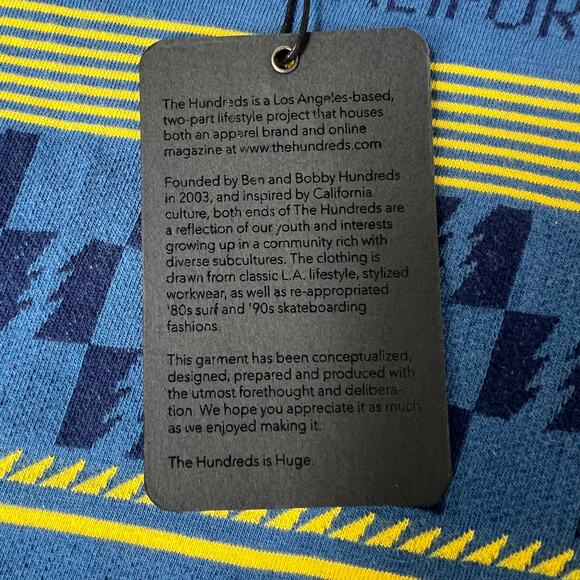 ALIFOR
The Hundreds is a Los Angeles-based,
two-part lifestyle project that houses
both an apparel brand and online
magazine at www.thehundreds.com
Founded by Ben and Bobby Hundreds
in 2003, and inspired by California
culture, both ends of The Hundreds are
a reflection of our youth and interests
growing up in a community rich with
diverse subcultures. The clothing is
drawn from classic L.A. lifestyle, stylized
workwear, as well as re-appropriated
'80s surf and '90s skateboarding
fashions.
This garment has been conceptualized,
designed, prepared and produced with
the utmost forethought and delibera-
tion. We hope you appreciate it as much
as we enjoyed making it.
The Hundreds is Huge.